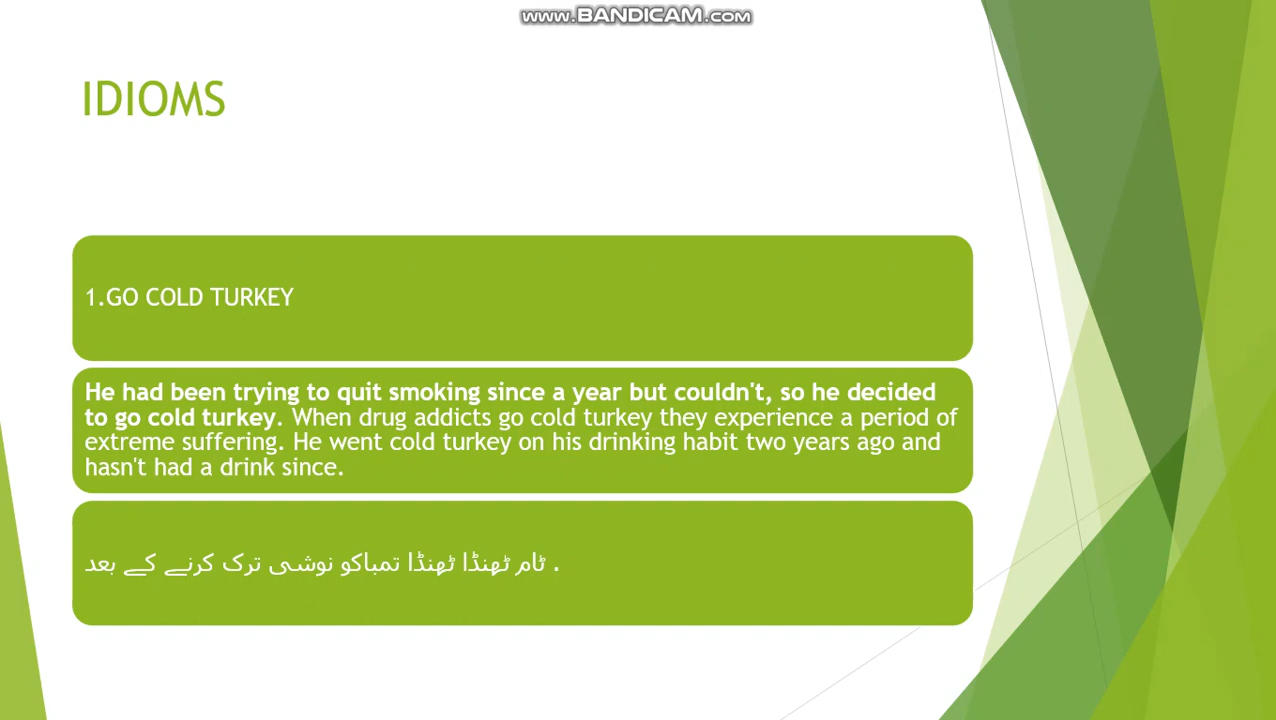 www.BANDICAM.com
IDIOMS
1.GO COLD TURKEY
He had been trying to quit smoking since a year but couldn't, so he decided
to go cold turkey. When drug addicts go cold turkey they experience a period of
extreme suffering. He went cold turkey on his drinking habit two years ago and
hasn't had a drink since.
ٹام ٹھنڈا ٹھنڈا تمباکو نوشی ترک کرنے کے بعد .